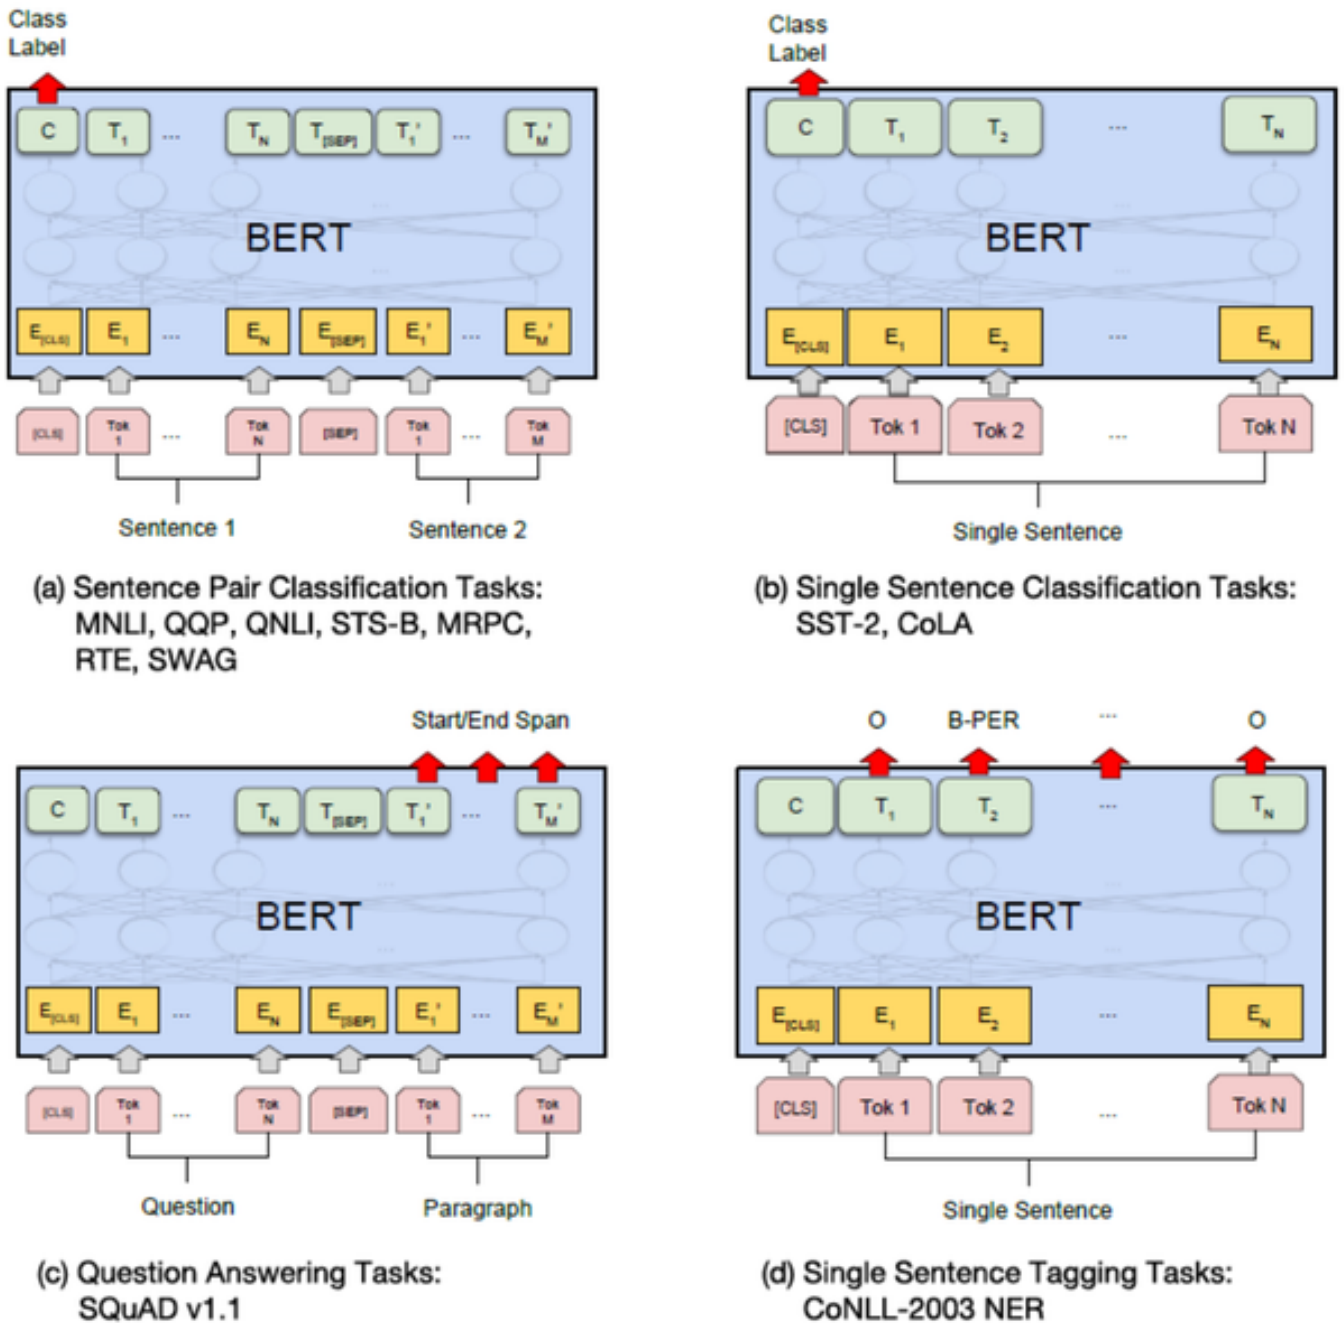 Class
Label
C T1 ... TN T[SEP] T1' ... TM'
...
BERT
...
E[CLS] E1 ... EN E[SEP] E1' ... EM'
[CLS] Tok 1 ... Tok N [SEP] Tok 1 ... Tok M
Sentence 1 Sentence 2
(a) Sentence Pair Classification Tasks:
MNLI, QQP, QNLI, STS-B, MRPC,
RTE, SWAG
Class
Label
C T1 T2 ... TN
...
BERT
...
E[CLS] E1 E2 ... EN
[CLS] Tok 1 Tok 2 ... Tok N
Single Sentence
(b) Single Sentence Classification Tasks:
SST-2, CoLA
Start/End Span
C T1 ... TN T[SEP] T1' ... TM'
...
BERT
...
E[CLS] E1 ... EN E[SEP] E1' ... EM'
[CLS] Tok 1 ... Tok N [SEP] Tok 1 ... Tok M
Question Paragraph
(c) Question Answering Tasks:
SQuAD v1.1
O B-PER ... O
C T1 T2 ... TN
...
BERT
...
E[CLS] E1 E2 ... EN
[CLS] Tok 1 Tok 2 ... Tok N
Single Sentence
(d) Single Sentence Tagging Tasks:
CoNLL-2003 NER